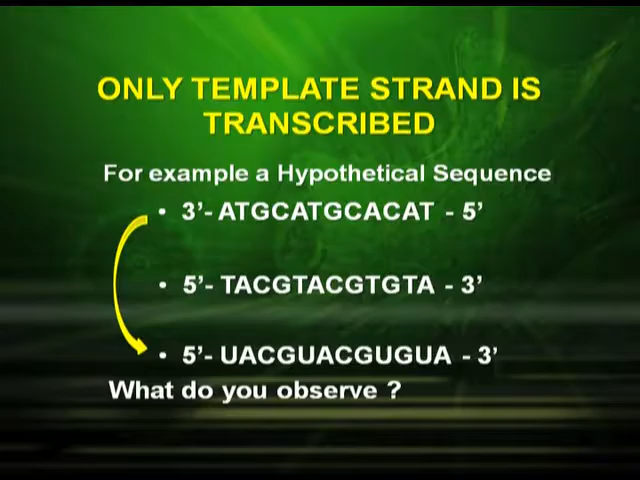 ONLY TEMPLATE STRAND IS
TRANSCRIBED
For example a Hypothetical Sequence
• 3’- ATGCATGCACAT - 5’
• 5’- TACGTACGTGTA - 3’
• 5’- UACGUACGUGUA - 3’
What do you observe ?